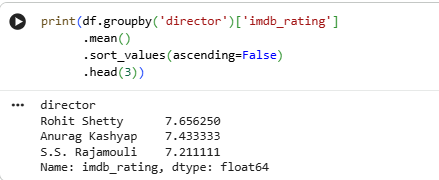 print(df.groupby('director')['imdb_rating']
.mean()
.sort_values(ascending=False)
.head(3))
director
Rohit Shetty 7.656250
Anurag Kashyap 7.433333
S.S. Rajamouli 7.211111
Name: imdb_rating, dtype: float64